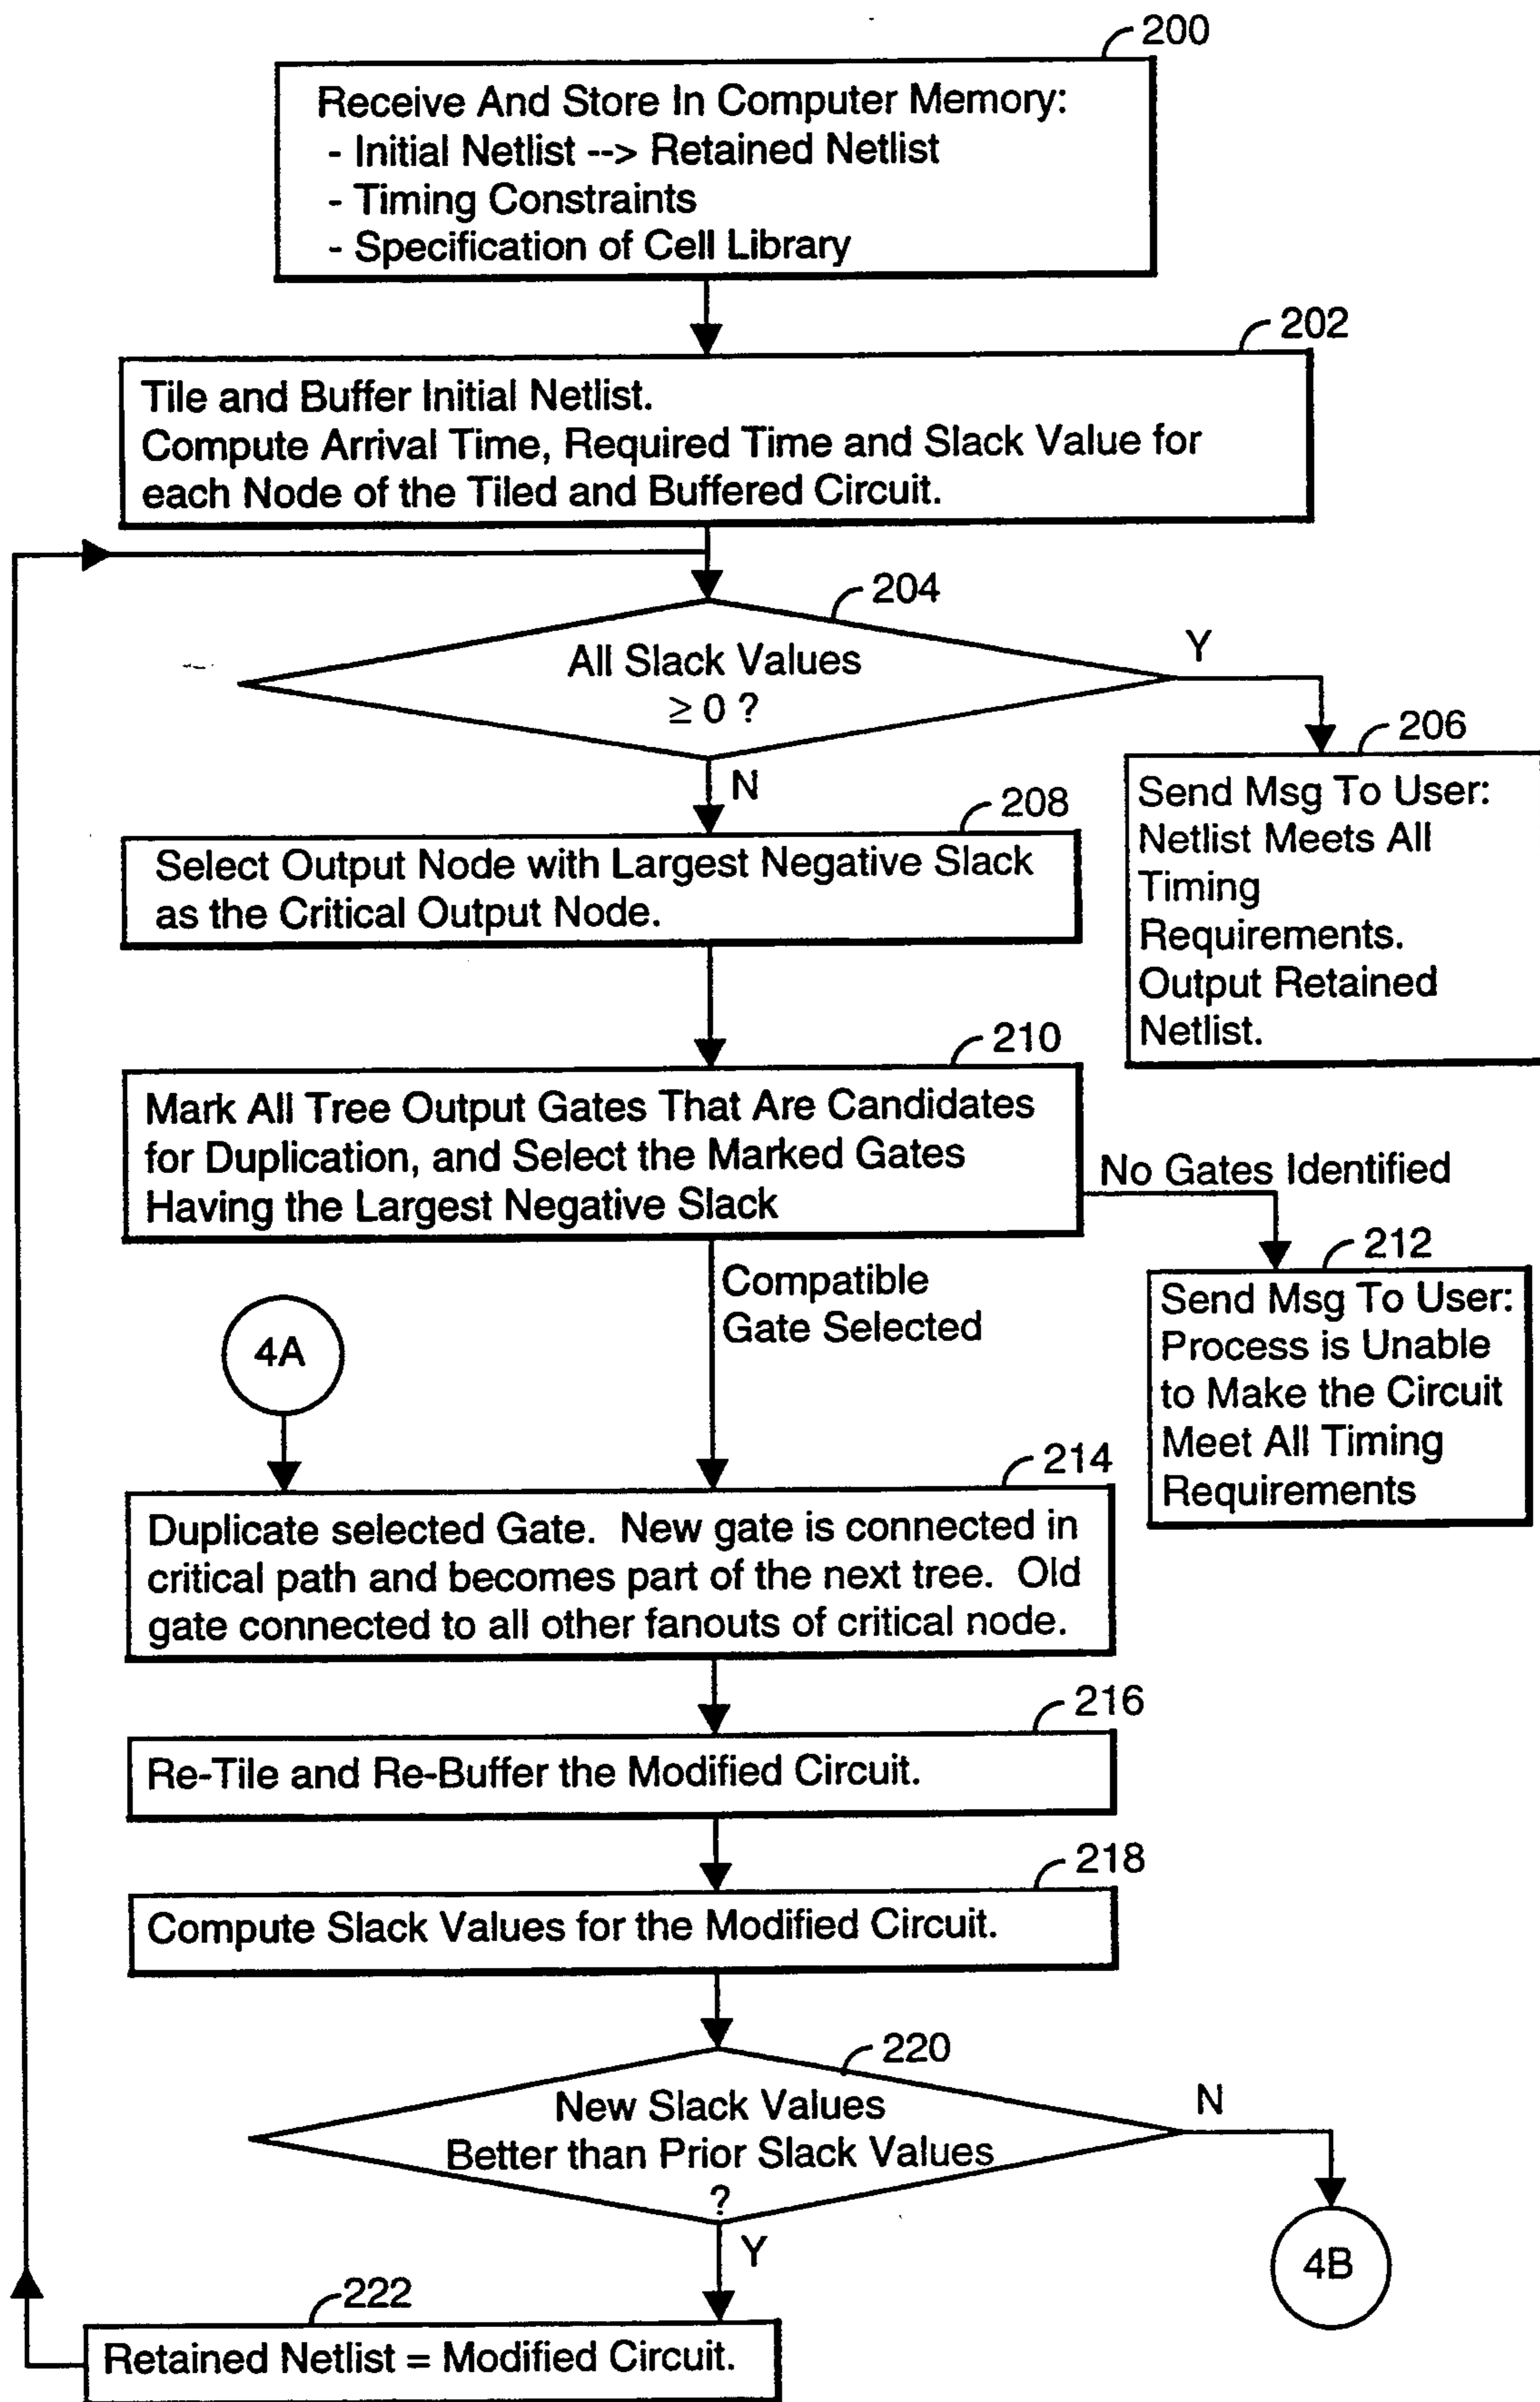 200
Receive And Store In Computer Memory:
- Initial Netlist --> Retained Netlist
- Timing Constraints
- Specification of Cell Library
202
Tile and Buffer Initial Netlist.
Compute Arrival Time, Required Time and Slack Value for
each Node of the Tiled and Buffered Circuit.
204
All Slack Values
≥ 0 ?
Y
N
206
Send Msg To User:
Netlist Meets All
Timing
Requirements.
Output Retained
Netlist.
208
Select Output Node with Largest Negative Slack
as the Critical Output Node.
210
Mark All Tree Output Gates That Are Candidates
for Duplication, and Select the Marked Gates
Having the Largest Negative Slack
No Gates Identified
212
Send Msg To User:
Process is Unable
to Make the Circuit
Meet All Timing
Requirements
Compatible
Gate Selected
4A
214
Duplicate selected Gate. New gate is connected in
critical path and becomes part of the next tree. Old
gate connected to all other fanouts of critical node.
216
Re-Tile and Re-Buffer the Modified Circuit.
218
Compute Slack Values for the Modified Circuit.
220
New Slack Values
Better than Prior Slack Values
?
N
4B
Y
222
Retained Netlist = Modified Circuit.